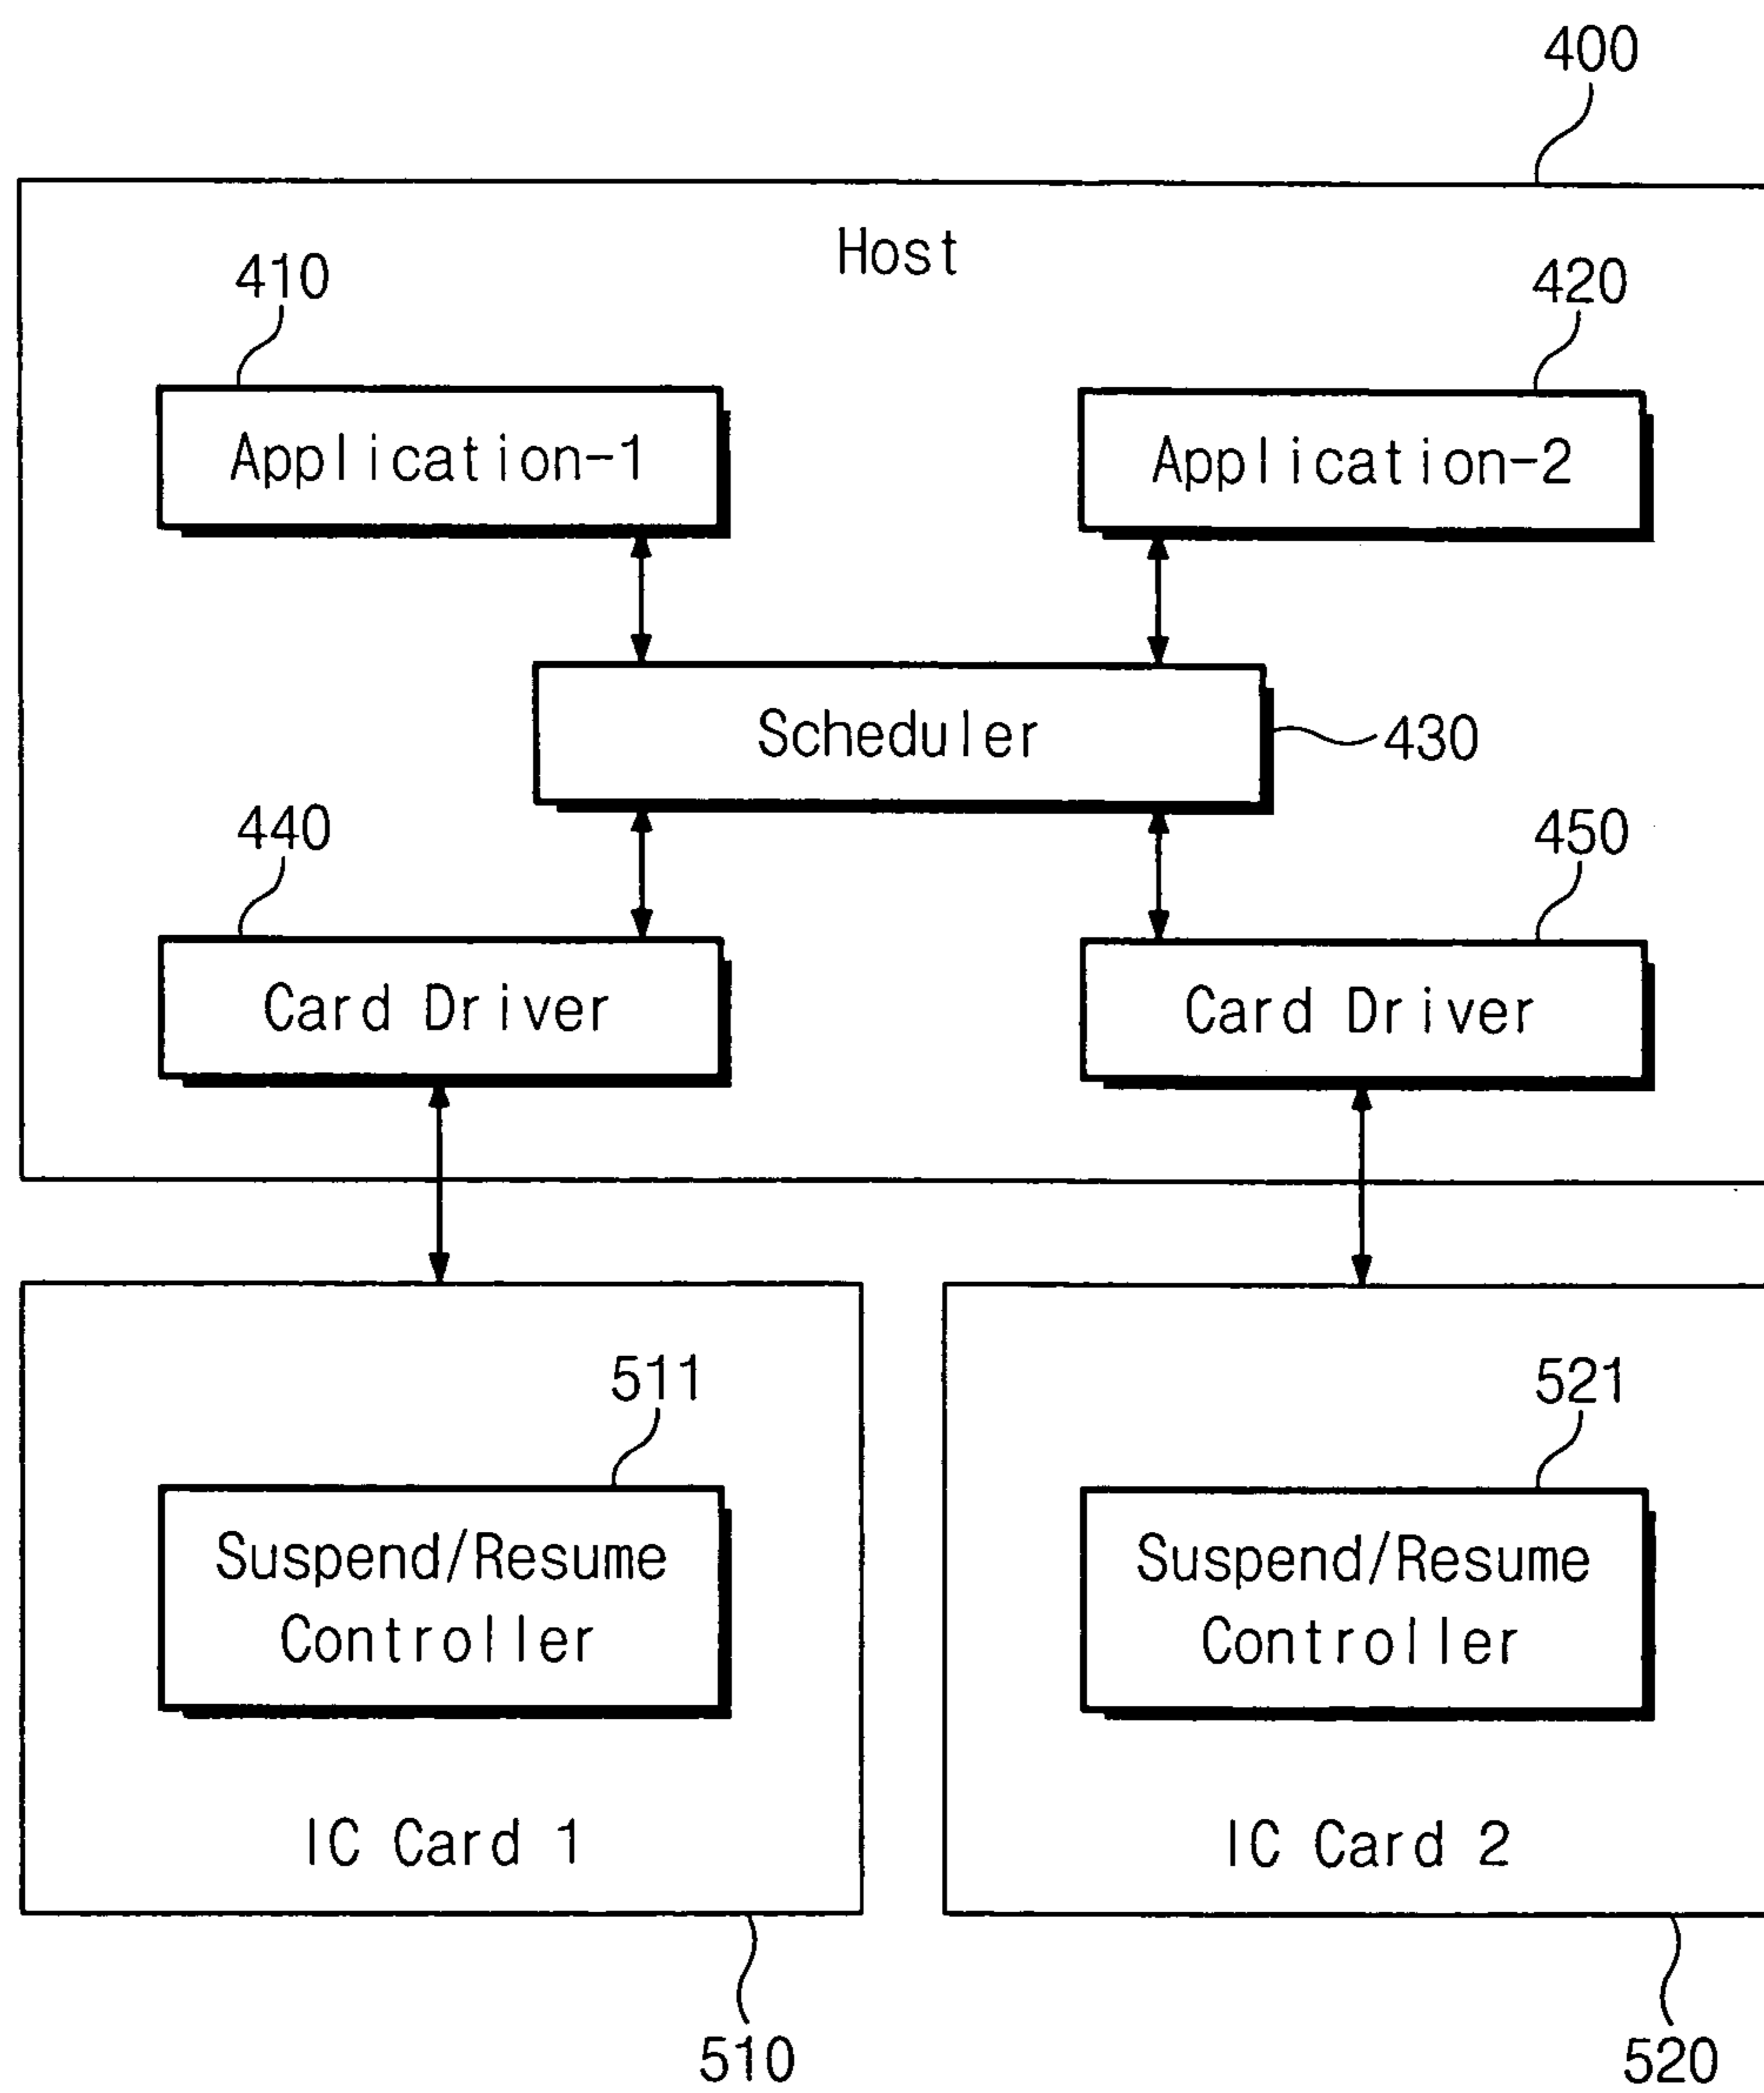 400
Host
410
420
Application-1
Application-2
Scheduler
430
440
450
Card Driver
Card Driver
511
521
Suspend/Resume
Controller
Suspend/Resume
Controller
IC Card 1
IC Card 2
510
520